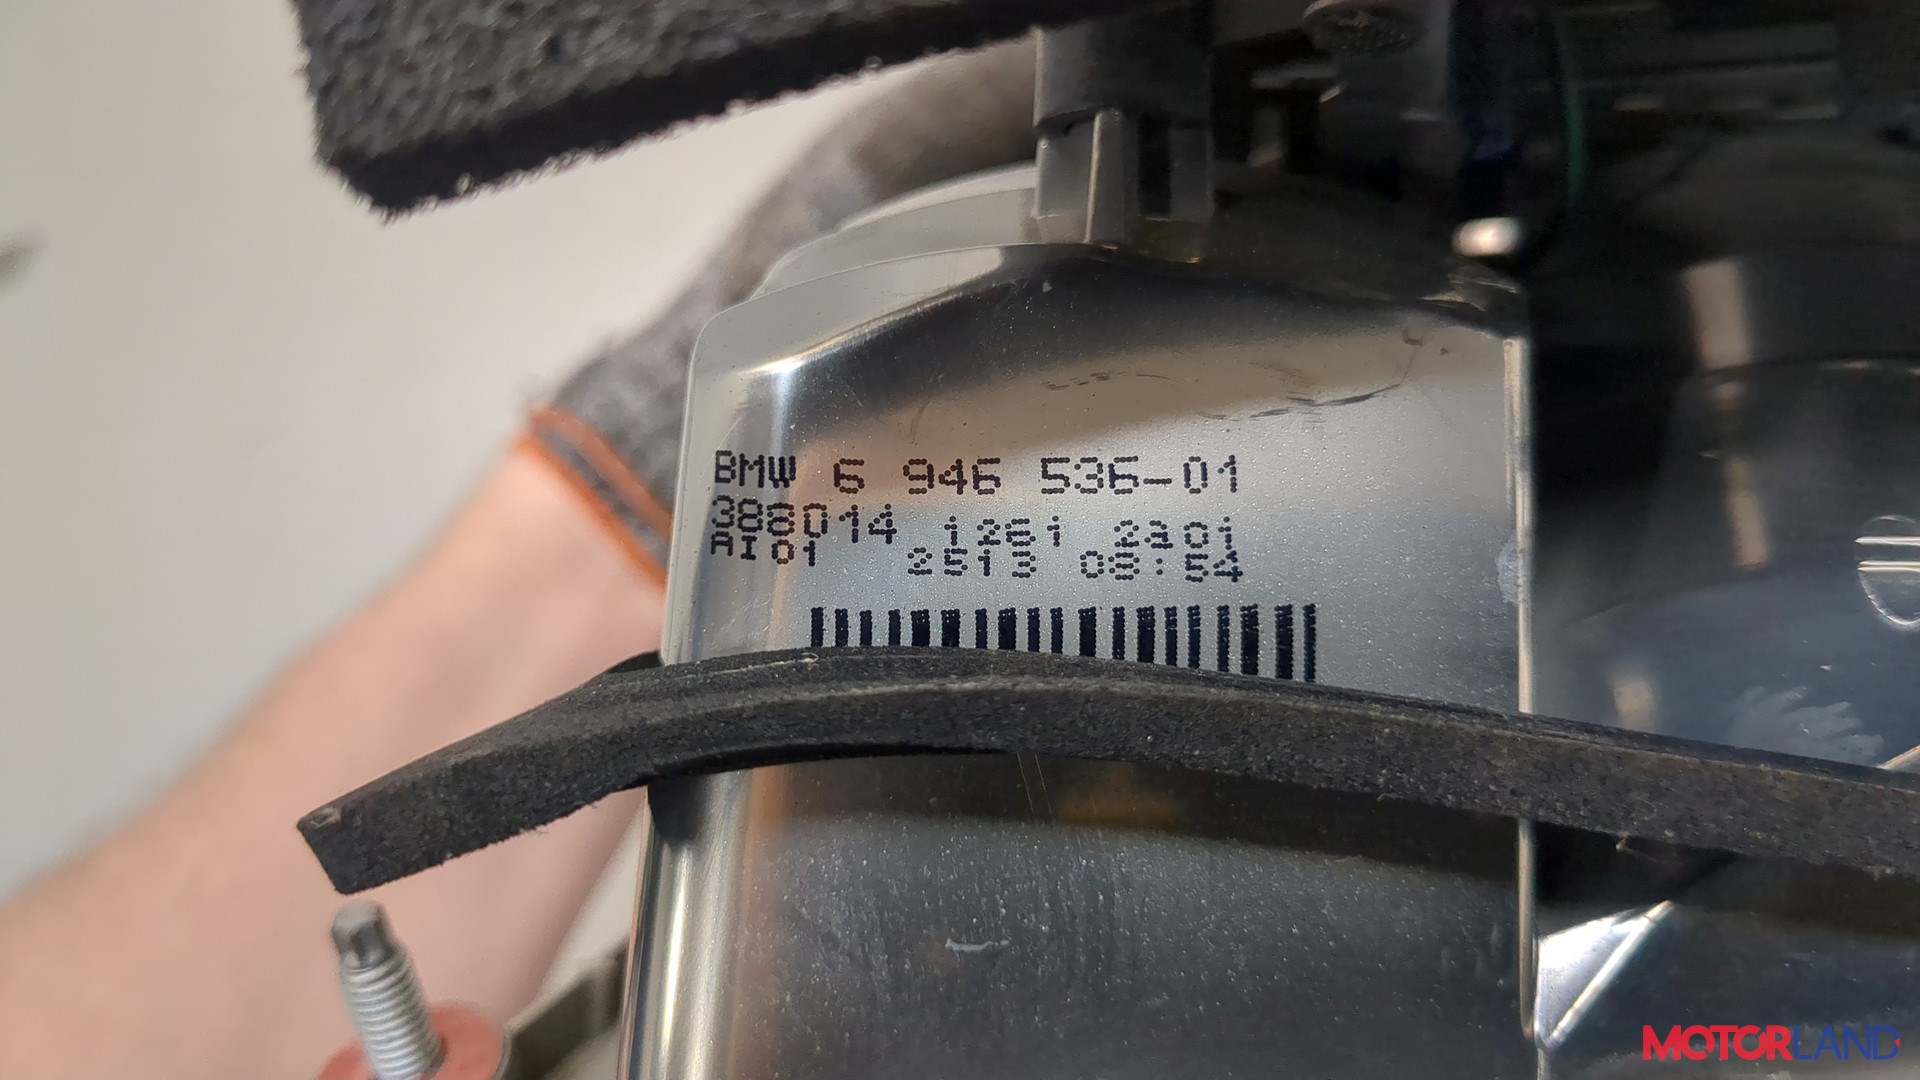 BMW 6 946 536-01
388014 1261 2a01
AI01 2513 08:54
MOTORLAND